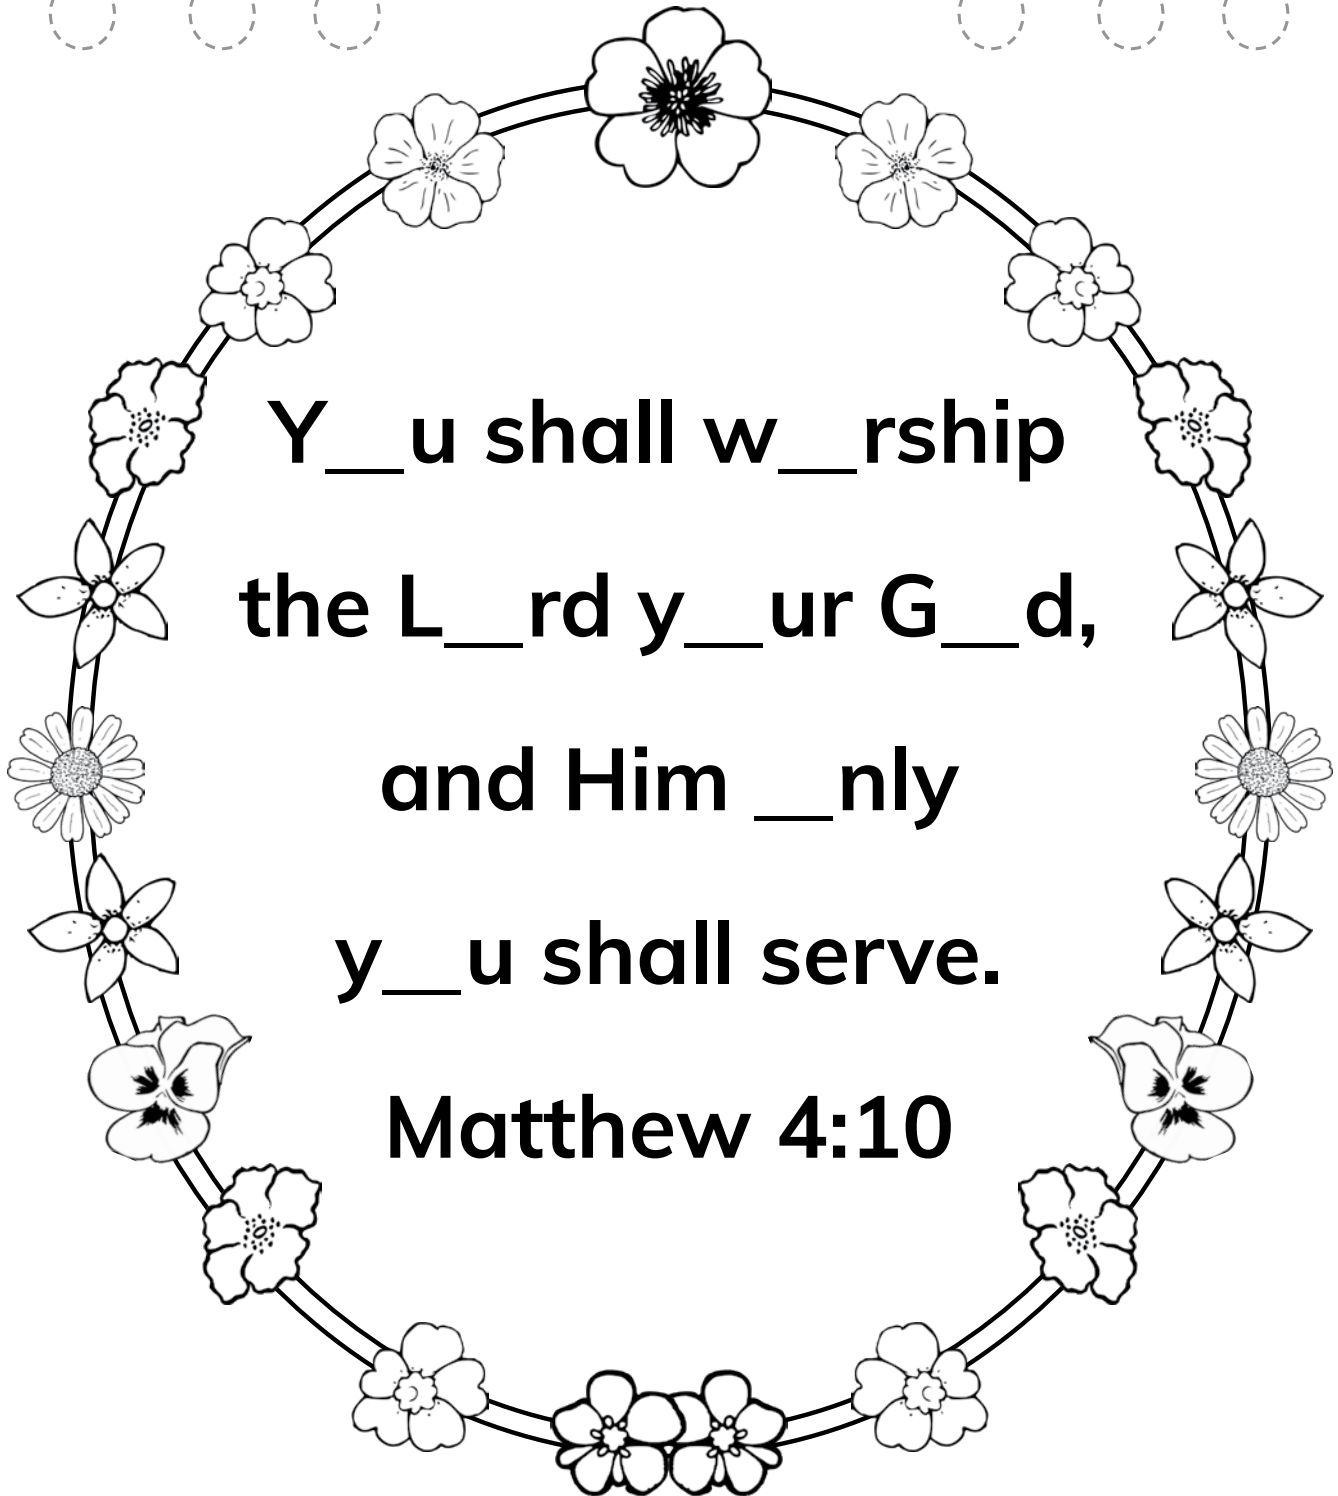 Y__u shall w__rship
the L__rd y__ur G__d,
and Him __nly
y__u shall serve.
Matthew 4:10